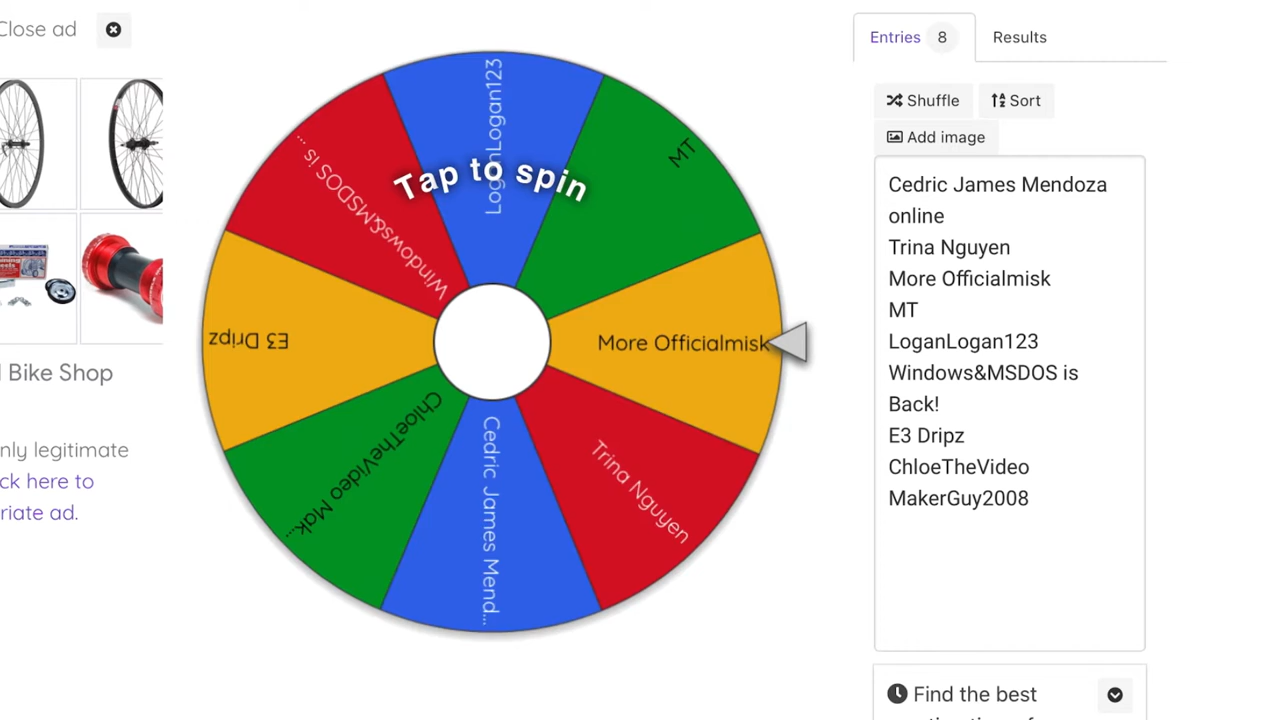 Close ad
Bike Shop
nly legitimate
ck here to
riate ad.
LoganLogan123
MT
More Officialmisk
Trina Nguyen
Cedric James Mend...
ChloeTheVideo Mak...
E3 Dripz
Windows&MSDOS is ...
Tap to spin
Entries 8
Results
Shuffle
Sort
Add image
Cedric James Mendoza
online
Trina Nguyen
More Officialmisk
MT
LoganLogan123
Windows&MSDOS is
Back!
E3 Dripz
ChloeTheVideo
MakerGuy2008
Find the best